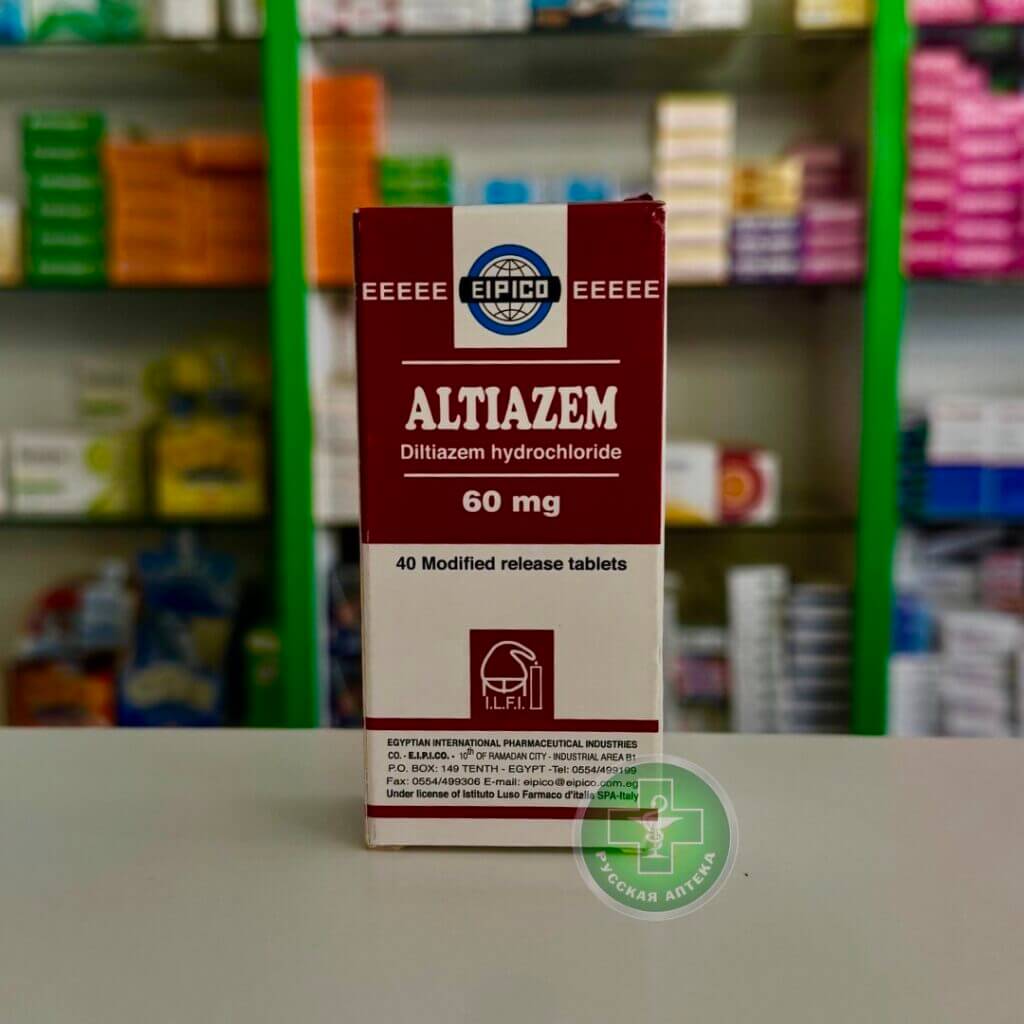 EEEEE EIPICO EEEEE
ALTIAZEM
Diltiazem hydrochloride
60 mg
40 Modified release tablets
I.L.F.I.
EGYPTIAN INTERNATIONAL PHARMACEUTICAL INDUSTRIES
CO. - E.I.P.I.CO. - 10th OF RAMADAN CITY - INDUSTRIAL AREA B1
P.O. BOX: 149 TENTH - EGYPT -Tel: 0554/499199
Fax: 0554/499306 E-mail: eipico@eipico.com.eg
Under license of Istituto Luso Farmaco d'italia SPA-Italy
РУССКАЯ АПТЕКА